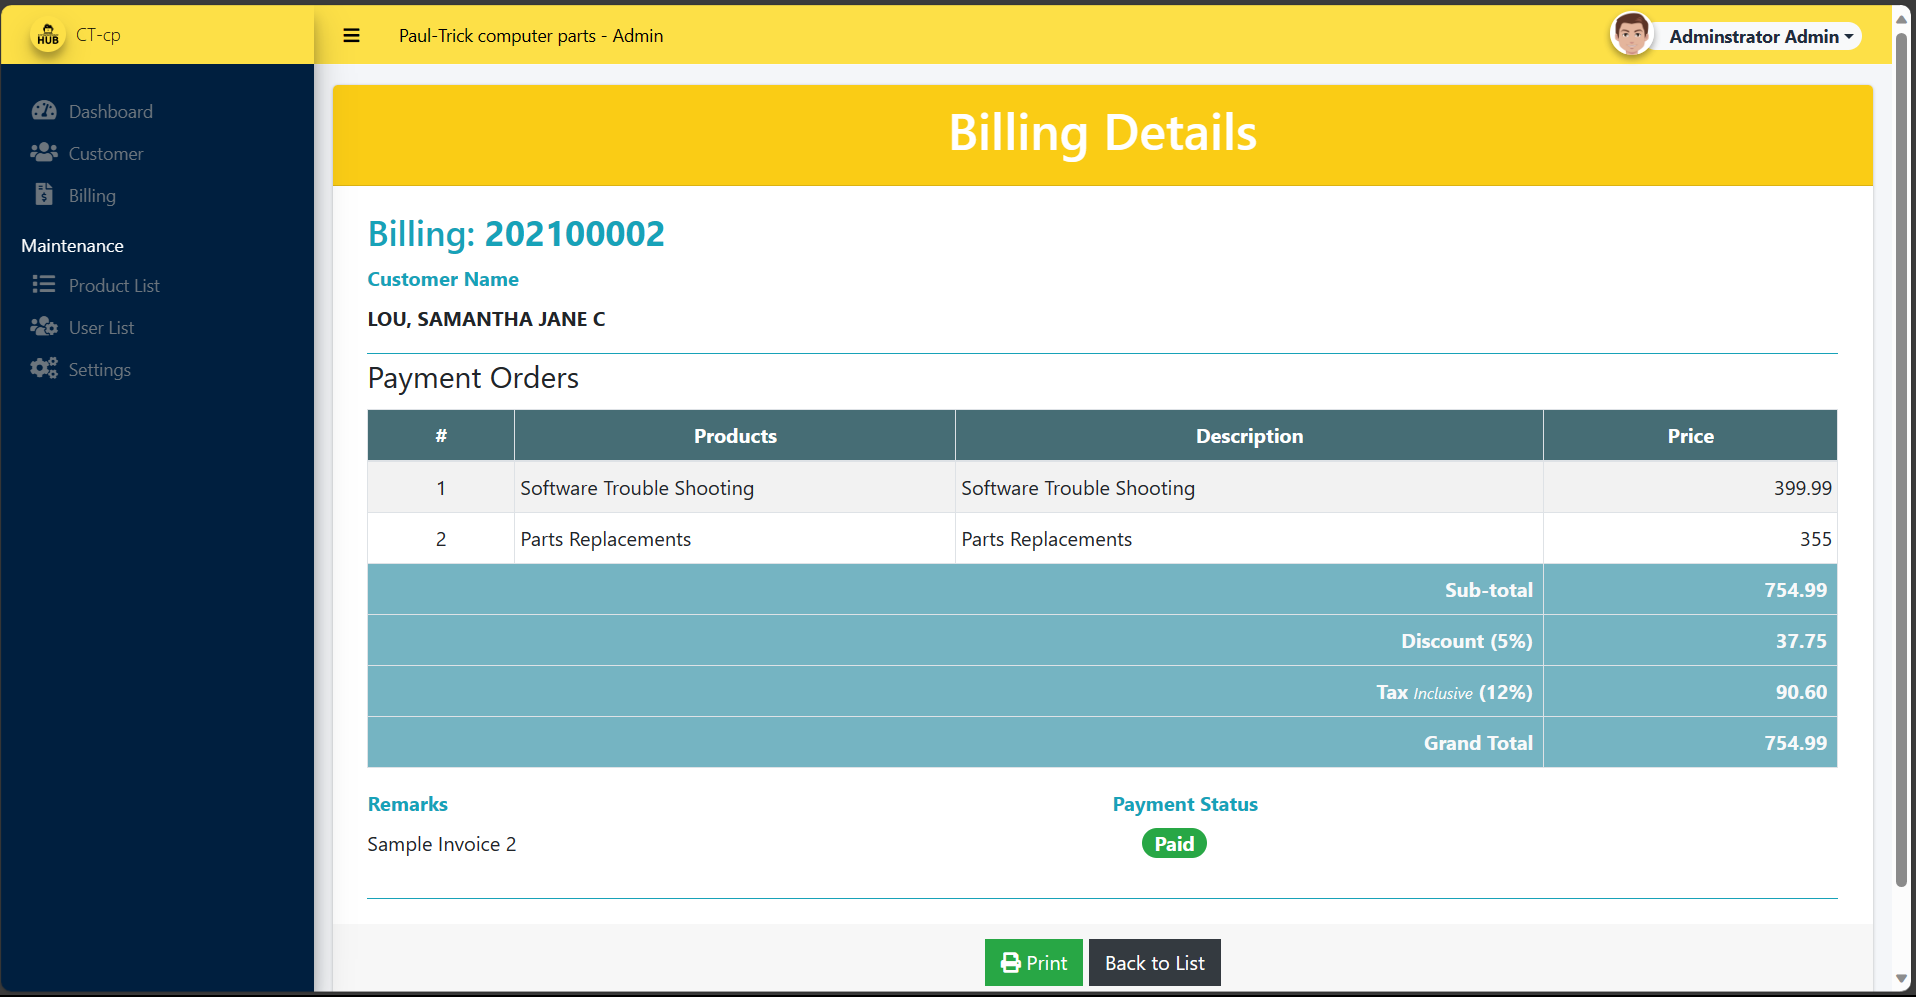 HUB
CT-cp
Paul-Trick computer parts - Admin
Adminstrator Admin
Dashboard
Customer
Billing
Maintenance
Product List
User List
Settings
Billing Details
Billing: 202100002
Customer Name
LOU, SAMANTHA JANE C
Payment Orders
# Products Description Price
1 Software Trouble Shooting Software Trouble Shooting 399.99
2 Parts Replacements Parts Replacements 355
Sub-total 754.99
Discount (5%) 37.75
Tax Inclusive (12%) 90.60
Grand Total 754.99
Remarks Payment Status
Sample Invoice 2 Paid
Print Back to List